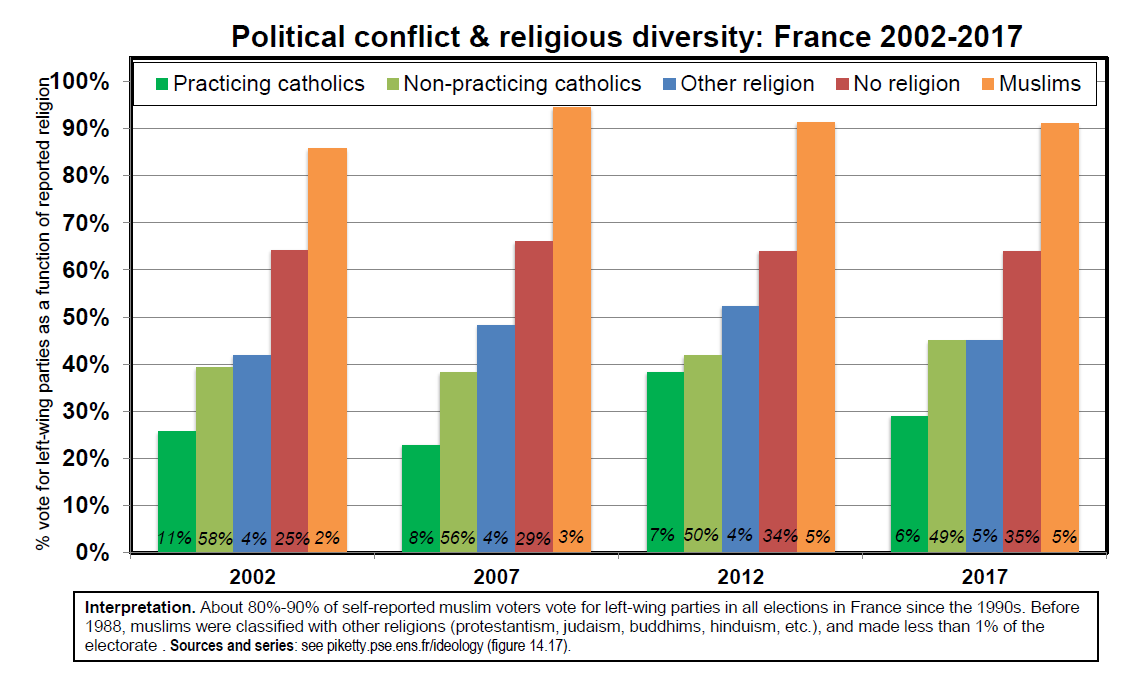 Political conflict & religious diversity: France 2002-2017
% vote for left-wing parties as a function of reported religion
100%
90%
80%
70%
60%
50%
40%
30%
20%
10%
0%
Practicing catholics Non-practicing catholics Other religion No religion Muslims
11% 58% 4% 25% 2% 8% 56% 4% 29% 3% 7% 50% 4% 34% 5% 6% 49% 5% 35% 5%
2002 2007 2012 2017
Interpretation. About 80%-90% of self-reported muslim voters vote for left-wing parties in all elections in France since the 1990s. Before
1988, muslims were classified with other religions (protestantism, judaism, buddhims, hinduism, etc.), and made less than 1% of the
electorate . Sources and series: see piketty.pse.ens.fr/ideology (figure 14.17).